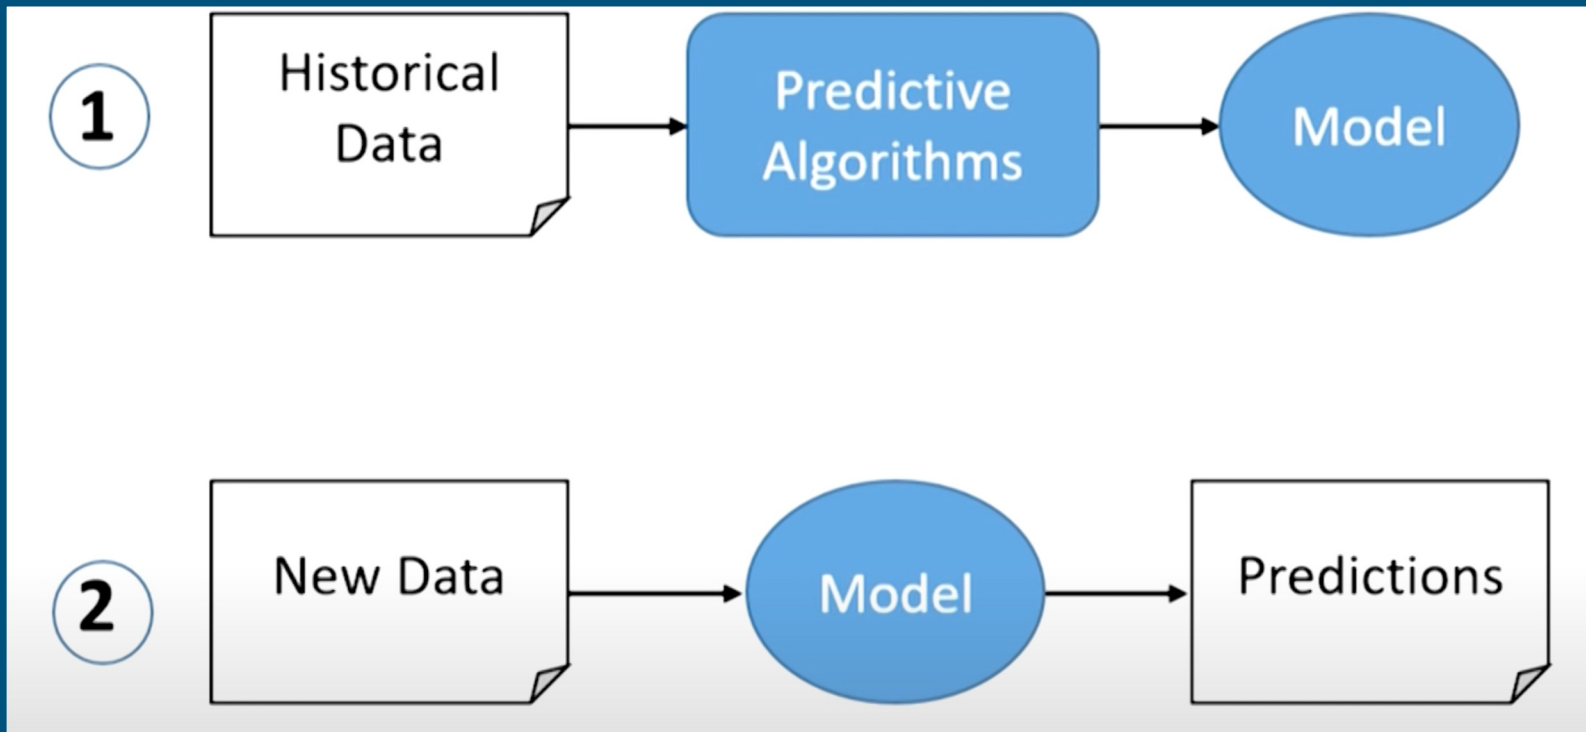 1
Historical
Data
Predictive
Algorithms
Model
2
New Data
Model
Predictions